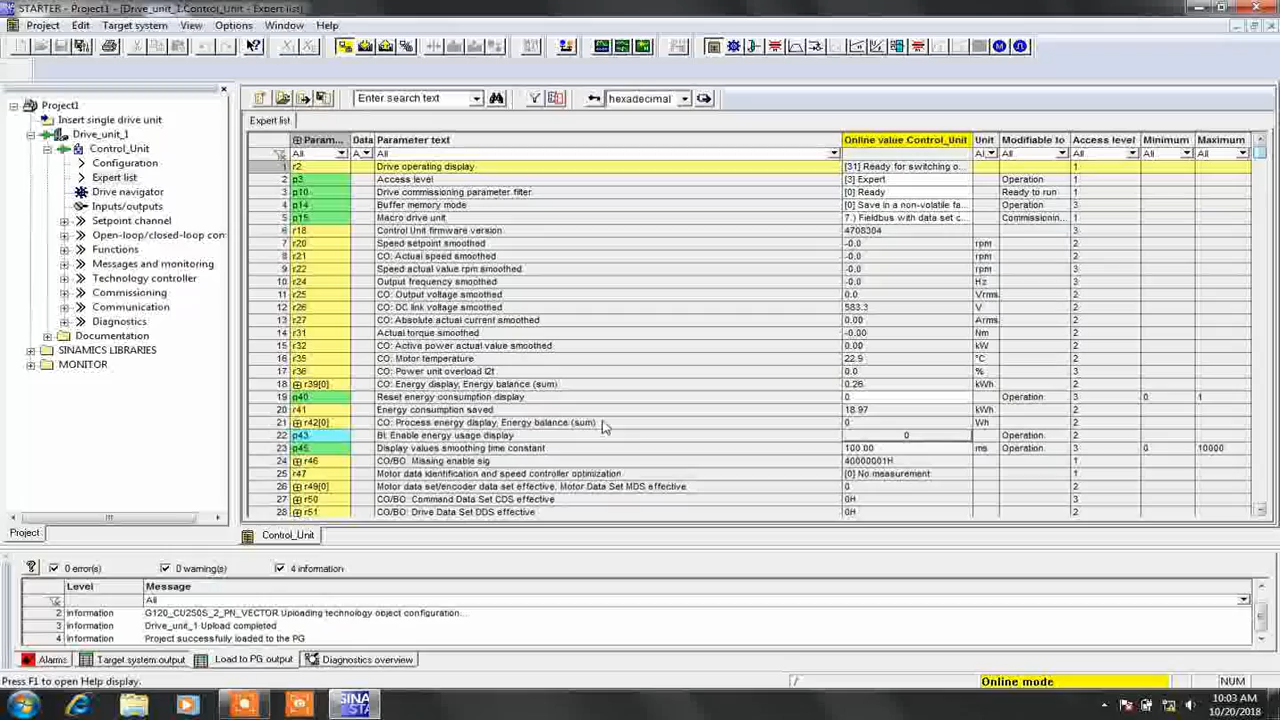 STARTER - Project1 - [Drive_unit_1.Control_Unit - Expert list]
Project Edit Target system View Options Window Help
Enter search text
hexadecimal
Project1
Insert single drive unit
Drive_unit_1
Control_Unit
Configuration
Expert list
Drive navigator
Inputs/outputs
Setpoint channel
Open-loop/closed-loop con
Functions
Messages and monitoring
Technology controller
Commissioning
Communication
Diagnostics
Documentation
SINAMICS LIBRARIES
MONITOR
Project
Expert list
Param... Data Parameter text Online value Control_Unit Unit Modifiable to Access level Minimum Maximum
All A All All Al All All All All
1 r2 Drive operating display [31] Ready for switching o... 1
2 p3 Access level [3] Expert Operation 1
3 p10 Drive commissioning parameter filter [0] Ready Ready to run 1
4 p14 Buffer memory mode [0] Save in a non-volatile fa... Operation 3
5 p15 Macro drive unit 7.) Fieldbus with data set c... Commissionin... 1
6 r18 Control Unit firmware version 4708304 3
7 r20 Speed setpoint smoothed -0.0 rpm 2
8 r21 CO: Actual speed smoothed -0.0 rpm 2
9 r22 Speed actual value rpm smoothed -0.0 rpm 3
10 r24 Output frequency smoothed -0.0 Hz 3
11 r25 CO: Output voltage smoothed 0.0 Vrms 2
12 r26 CO: DC link voltage smoothed 583.3 V 2
13 r27 CO: Absolute actual current smoothed 0.00 Arms 2
14 r31 Actual torque smoothed -0.00 Nm 2
15 r32 CO: Active power actual value smoothed 0.00 kW 2
16 r35 CO: Motor temperature 22.9 °C 2
17 r36 CO: Power unit overload I2t 0.0 % 3
18 r39[0] CO: Energy display, Energy balance (sum) 0.26 kWh 2
19 p40 Reset energy consumption display 0 Operation 3 0 1
20 r41 Energy consumption saved 18.97 kWh 2
21 r42[0] CO: Process energy display, Energy balance (sum) 0 Wh 2
22 p43 BI: Enable energy usage display 0 Operation 2
23 p45 Display values smoothing time constant 100.00 ms Operation 3 0 10000
24 r46 CO/BO: Missing enable sig 40000001H 1
25 r47 Motor data identification and speed controller optimization [0] No measurement 2
26 r49[0] Motor data set/encoder data set effective, Motor Data Set MDS effective 0 2
27 r50 CO/BO: Command Data Set CDS effective 0H 3
28 r51 CO/BO: Drive Data Set DDS effective 0H 2
Control_Unit
0 error(s) 0 warning(s) 4 information
Level Message
All
2 Information G120_CU250S_2_PN_VECTOR Uploading technology object configuration...
3 Information Drive_unit_1 Upload completed
4 Information Project successfully loaded to the PG
Alarms Target system output Load to PG output Diagnostics overview
Press F1 to open Help display. Online mode NUM
10:03 AM
10/20/2018